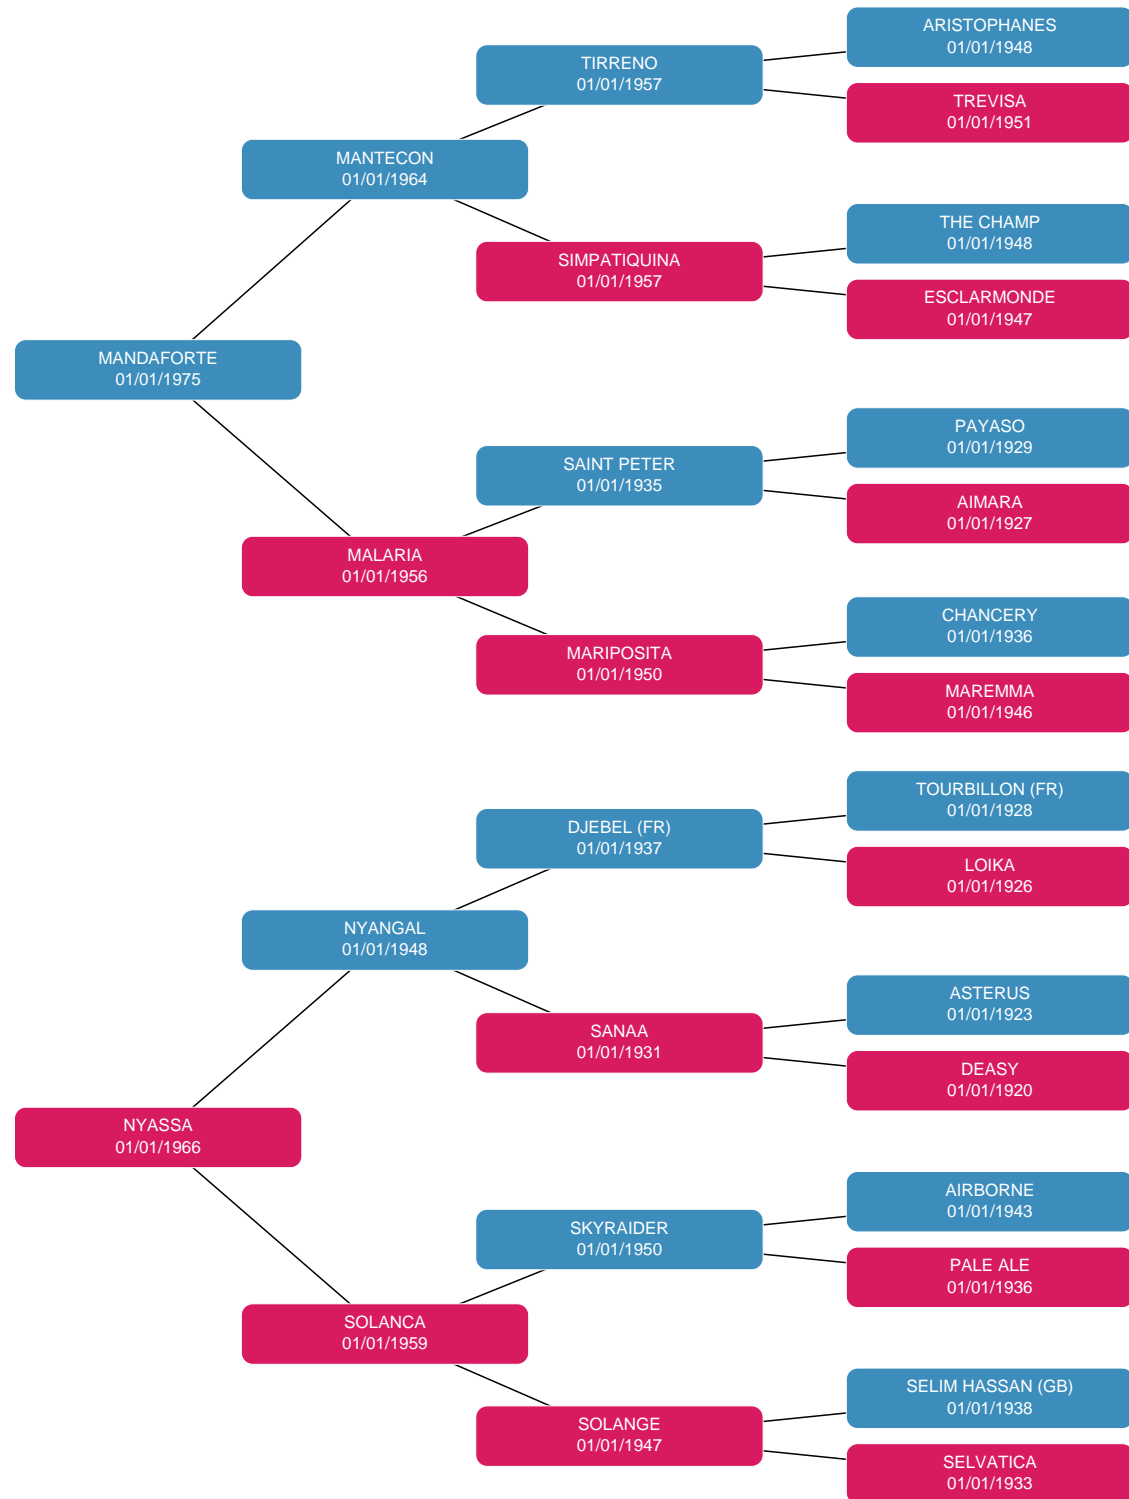 ARISTOPHANES
01/01/1948
TIRRENO
01/01/1957
TREVISA
01/01/1951
MANTECON
01/01/1964
THE CHAMP
01/01/1948
SIMPATIQUINA
01/01/1957
ESCLARMONDE
01/01/1947
MANDAFORTE
01/01/1975
PAYASO
01/01/1929
SAINT PETER
01/01/1935
AIMARA
01/01/1927
MALARIA
01/01/1956
CHANCERY
01/01/1936
MARIPOSITA
01/01/1950
MAREMMA
01/01/1946
TOURBILLON (FR)
01/01/1928
DJEBEL (FR)
01/01/1937
LOIKA
01/01/1926
NYANGAL
01/01/1948
ASTERUS
01/01/1923
SANAA
01/01/1931
DEASY
01/01/1920
NYASSA
01/01/1966
AIRBORNE
01/01/1943
SKYRAIDER
01/01/1950
PALE ALE
01/01/1936
SOLANCA
01/01/1959
SELIM HASSAN (GB)
01/01/1938
SOLANGE
01/01/1947
SELVATICA
01/01/1933